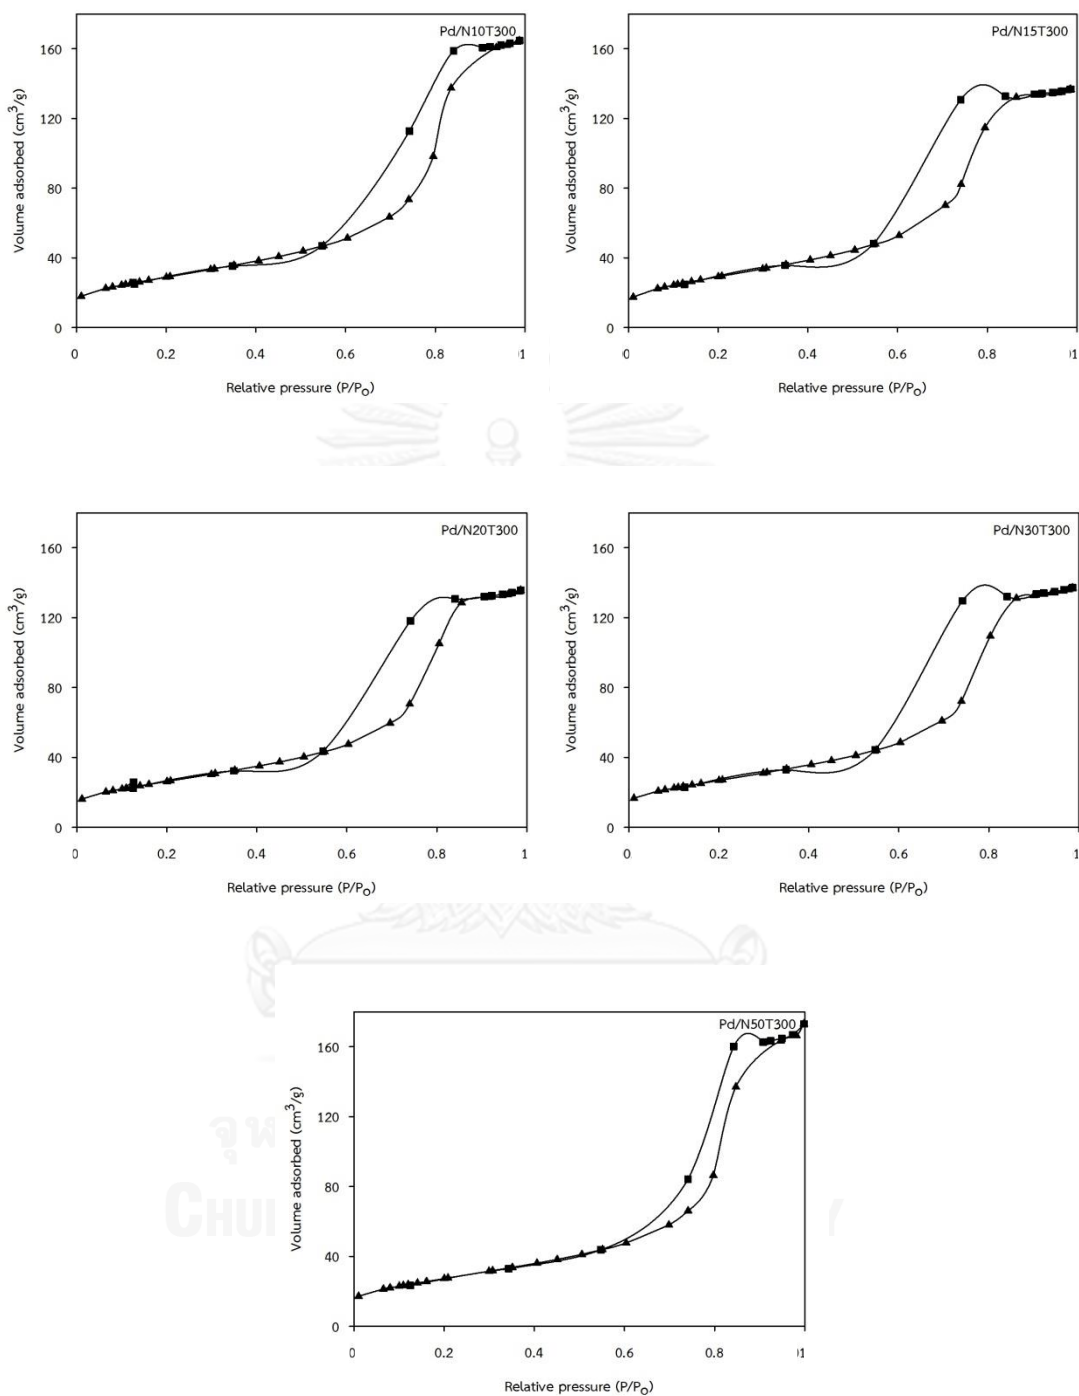 Pd/N10T300
160
120
80
40
0
Volume adsorbed (cm³/g)
0 0.2 0.4 0.6 0.8 1
Relative pressure (P/P₀)
Pd/N15T300
160
120
80
40
0
Volume adsorbed (cm³/g)
0 0.2 0.4 0.6 0.8 1
Relative pressure (P/P₀)
Pd/N20T300
160
120
80
40
0
Volume adsorbed (cm³/g)
0 0.2 0.4 0.6 0.8 1
Relative pressure (P/P₀)
Pd/N30T300
160
120
80
40
0
Volume adsorbed (cm³/g)
0 0.2 0.4 0.6 0.8 1
Relative pressure (P/P₀)
Pd/N50T300
160
120
80
40
0
Volume adsorbed (cm³/g)
0 0.2 0.4 0.6 0.8 1
Relative pressure (P/P₀)